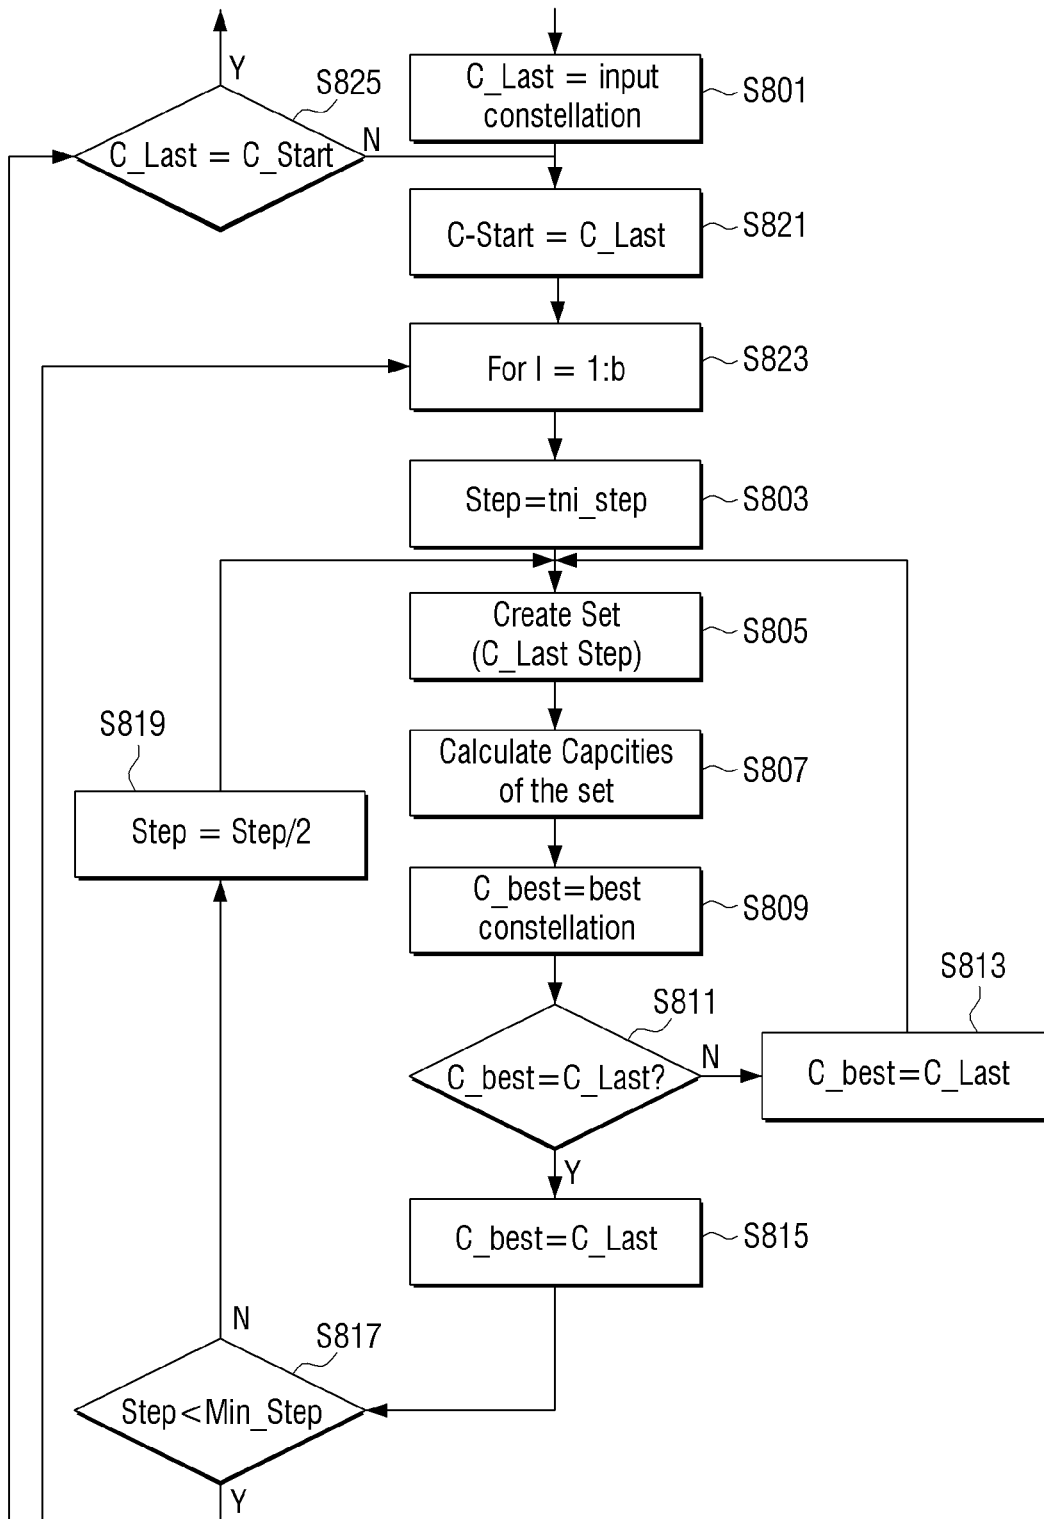 Y
S825
C_Last = C_Start
N
C_Last = input
constellation
S801
C-Start = C_Last
S821
For I = 1:b
S823
Step=tni_step
S803
Create Set
(C_Last Step)
S805
S819
Step = Step/2
Calculate Capcities
of the set
S807
C_best=best
constellation
S809
S811
C_best=C_Last?
N
S813
C_best=C_Last
Y
C_best=C_Last
S815
N
S817
Step<Min_Step
Y